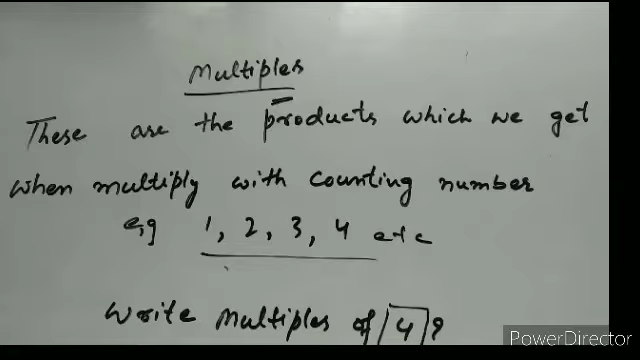 Multiples
These are the products which we get
when multiply with counting number
e,g 1, 2, 3, 4 etc
write multiples of 4?
PowerDirector